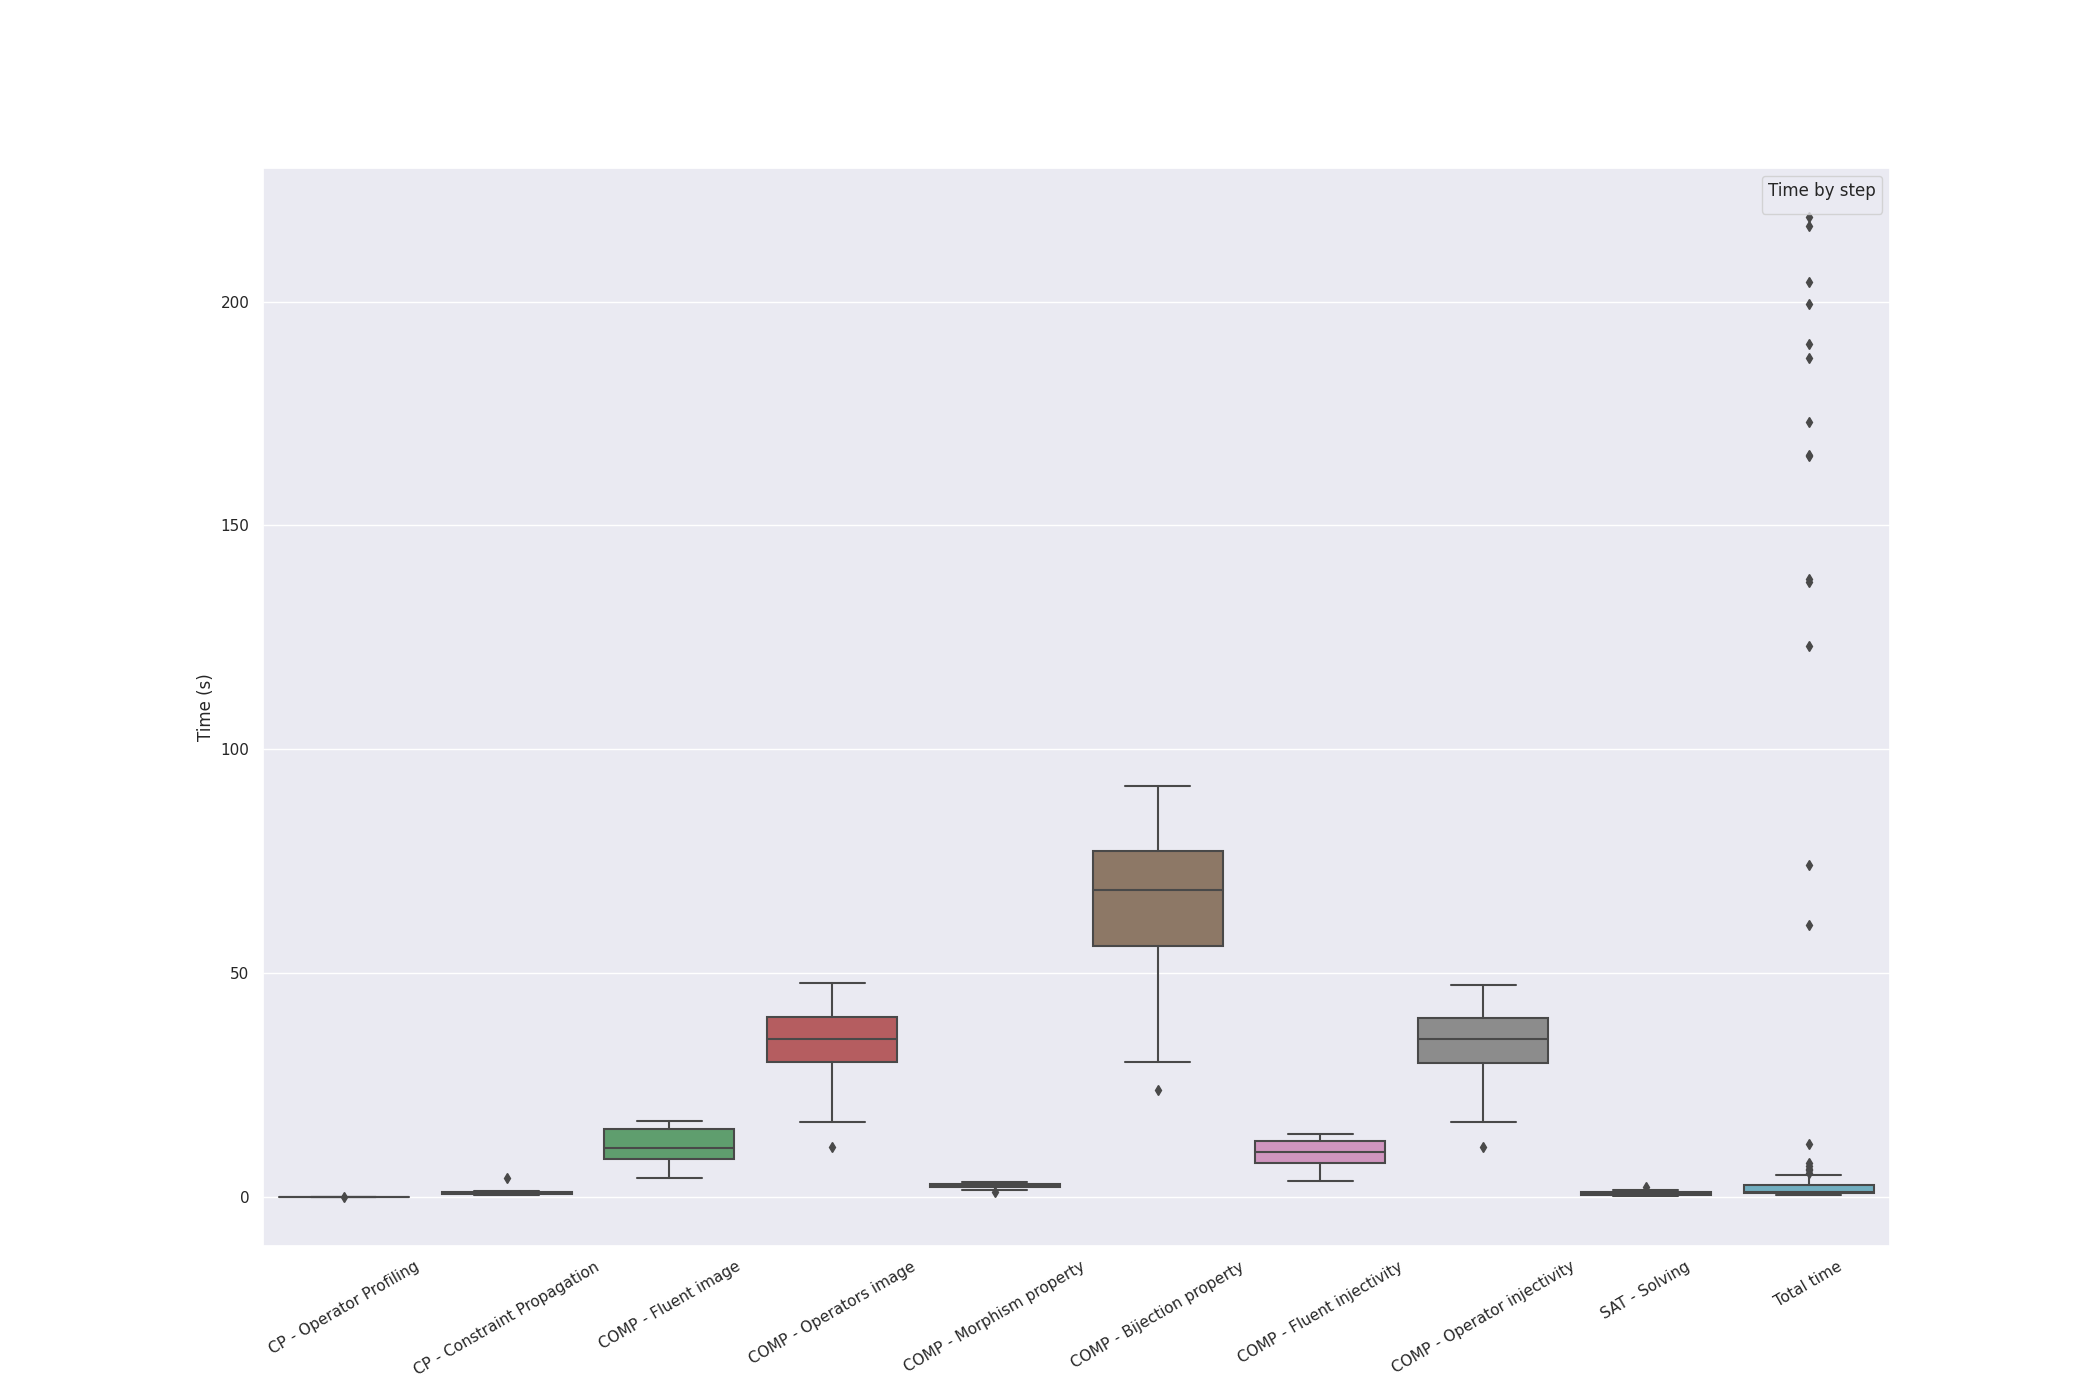 Time by step
200
150
100
50
0
Time (s)
CP - Operator Profiling
CP - Constraint Propagation
COMP - Fluent image
COMP - Operators image
COMP - Morphism property
COMP - Bijection property
COMP - Fluent injectivity
COMP - Operator injectivity
SAT - Solving
Total time